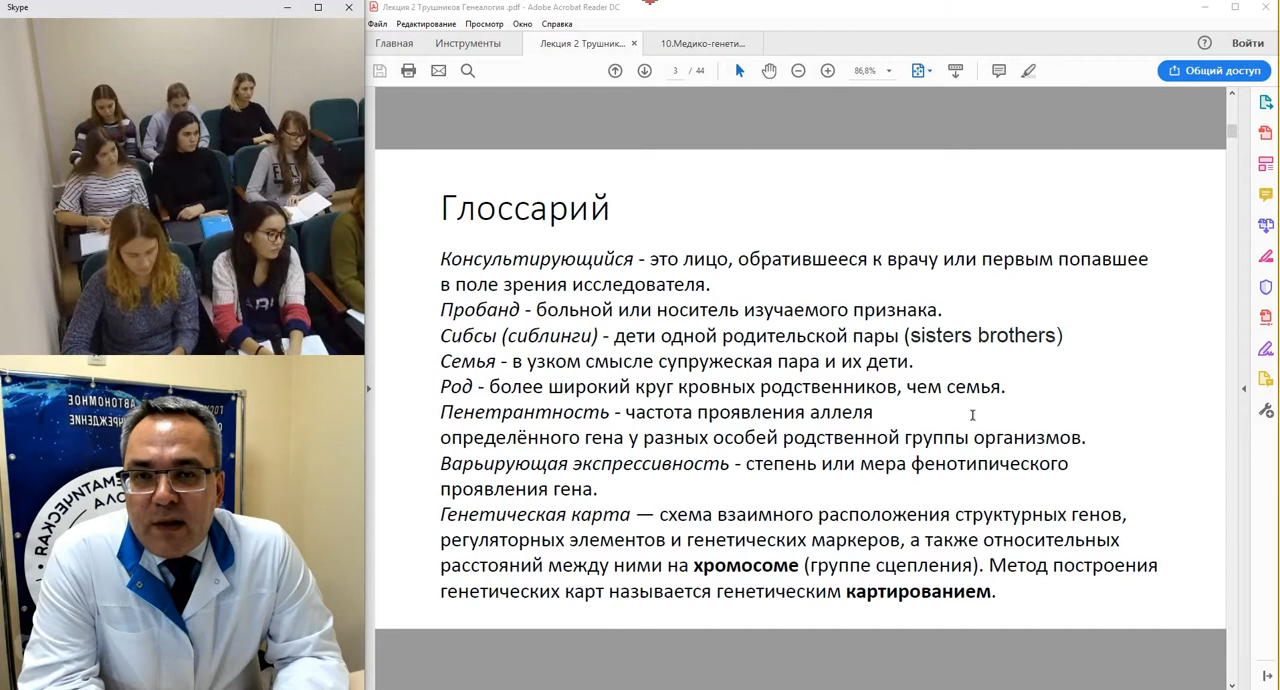 Skype
Лекция 2 Трушников Генеалогия .pdf - Adobe Acrobat Reader DC
Файл Редактирование Просмотр Окно Справка
Главная Инструменты Лекция 2 Трушник... × 10.Медико-генети... Войти
3 / 44 86,8% Общий доступ
Глоссарий
Консультирующийся - это лицо, обратившееся к врачу или первым попавшее
в поле зрения исследователя.
Пробанд - больной или носитель изучаемого признака.
Сибсы (сиблинги) - дети одной родительской пары (sisters brothers)
Семья - в узком смысле супружеская пара и их дети.
Род - более широкий круг кровных родственников, чем семья.
Пенетрантность - частота проявления аллеля
определённого гена у разных особей родственной группы организмов.
Варьирующая экспрессивность - степень или мера фенотипического
проявления гена.
Генетическая карта — схема взаимного расположения структурных генов,
регуляторных элементов и генетических маркеров, а также относительных
расстояний между ними на хромосоме (группе сцепления). Метод построения
генетических карт называется генетическим картированием.
АВТОНОМНОЕ
УЧРЕЖДЕНИЕ